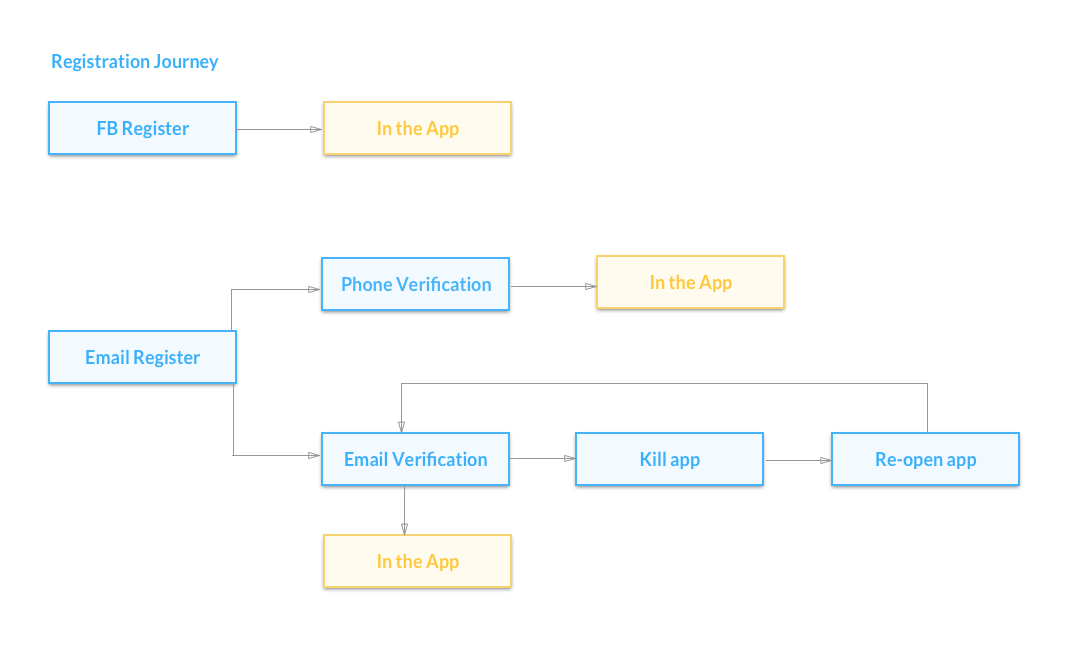 Registration Journey
FB Register
In the App
Phone Verification
In the App
Email Register
Email Verification
Kill app
Re-open app
In the App